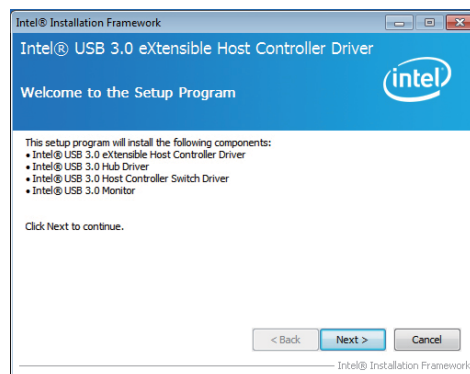 Intel® Installation Framework
Intel® USB 3.0 eXtensible Host Controller Driver
intel
Welcome to the Setup Program
This setup program will install the following components:
• Intel® USB 3.0 eXtensible Host Controller Driver
• Intel® USB 3.0 Hub Driver
• Intel® USB 3.0 Host Controller Switch Driver
• Intel® USB 3.0 Monitor
Click Next to continue.
< Back Next > Cancel
Intel® Installation Framework